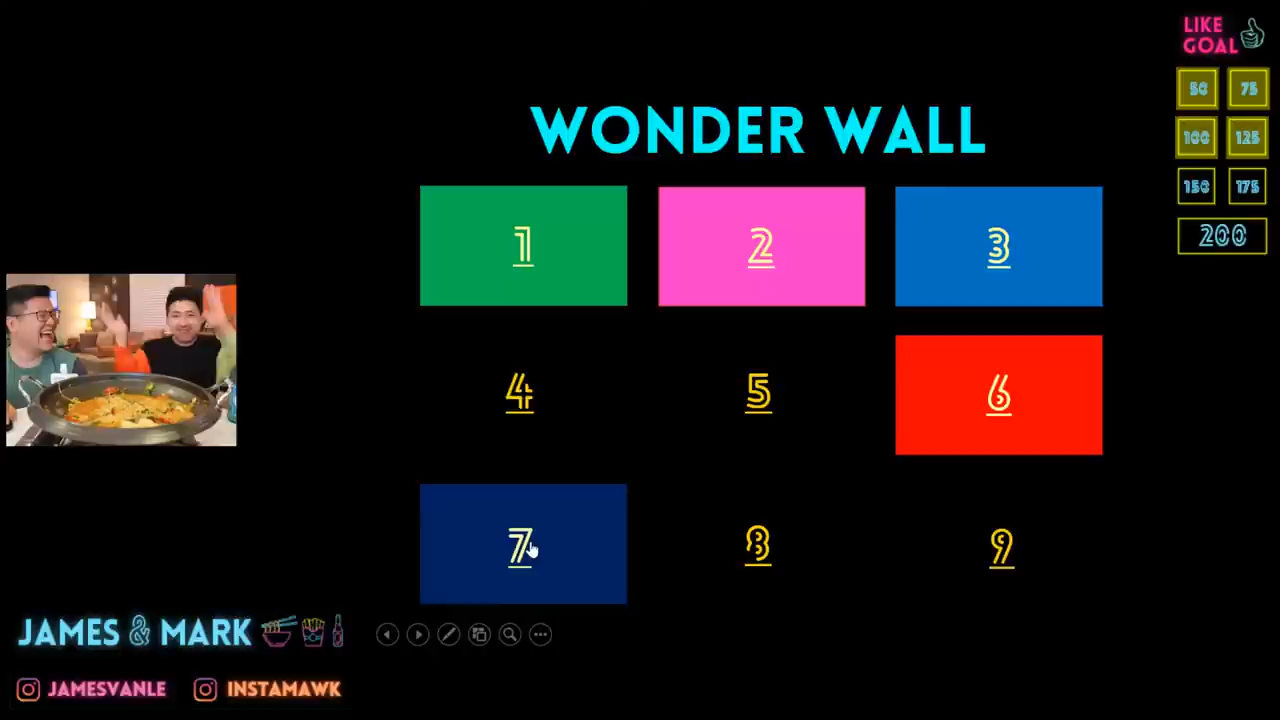 LIKE
GOAL
50 75
100 125
150 175
200
WONDER WALL
1 2 3
4 5 6
7 8 9
JAMES & MARK
JAMESVANLE INSTAMAWK